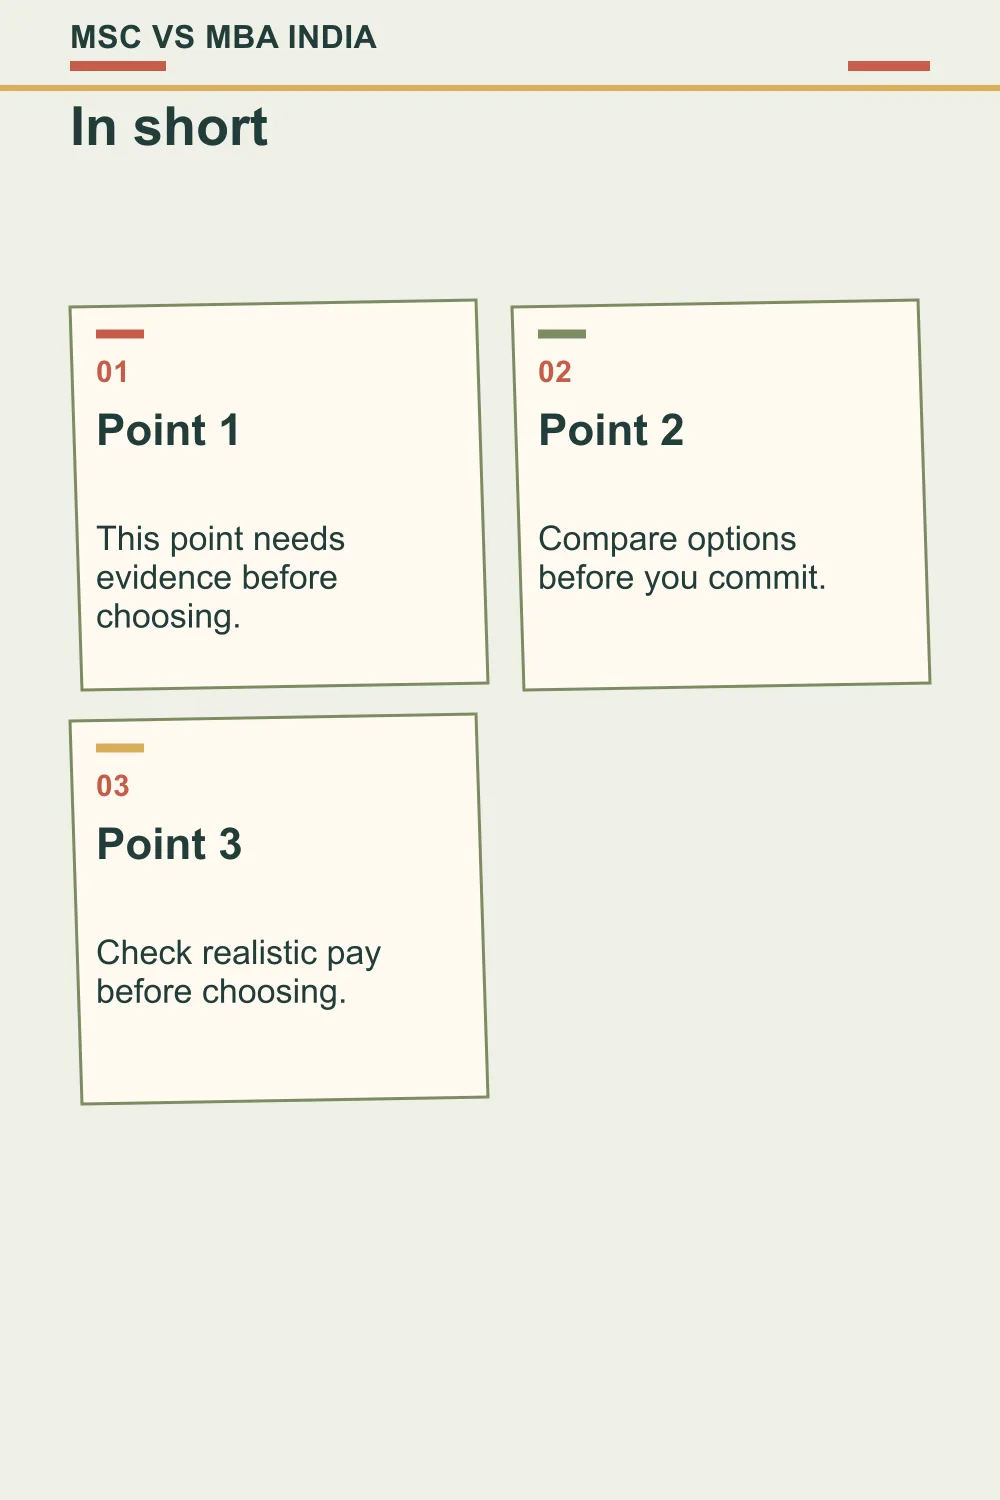 MSC VS MBA INDIA
In short
01
Point 1
This point needs
evidence before
choosing.
02
Point 2
Compare options
before you commit.
03
Point 3
Check realistic pay
before choosing.